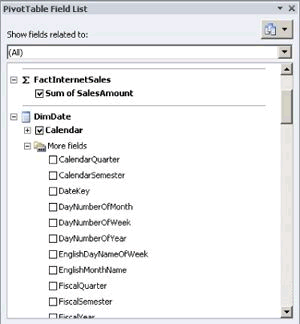 PivotTable Field List
Show fields related to:
(All)
Σ FactInternetSales
Sum of SalesAmount
DimDate
Calendar
More fields
CalendarQuarter
CalendarSemester
DateKey
DayNumberOfMonth
DayNumberOfWeek
DayNumberOfYear
EnglishDayNameOfWeek
EnglishMonthName
FiscalQuarter
FiscalSemester
FiscalYear